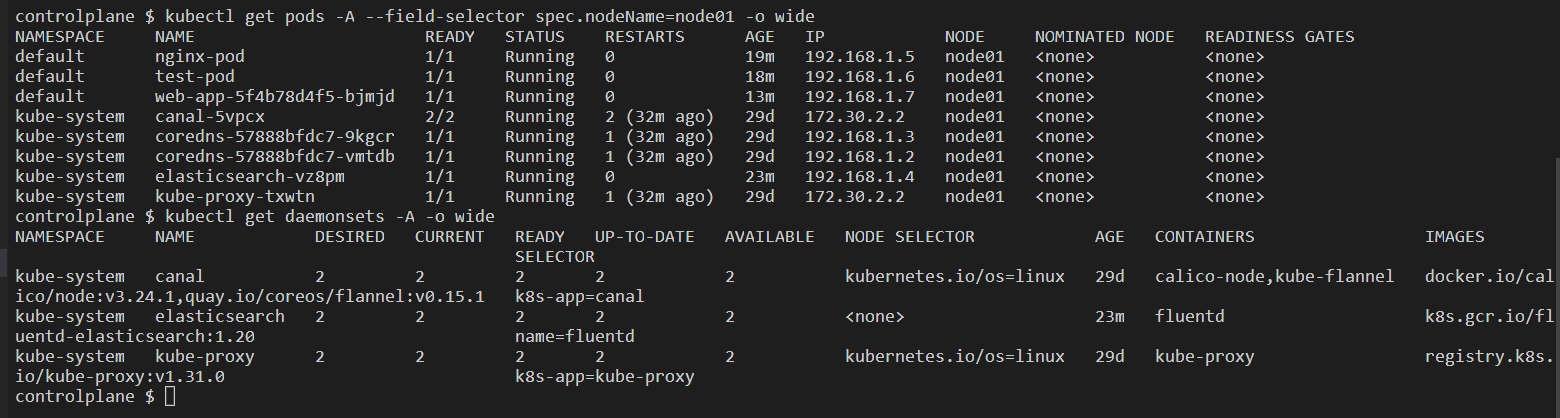 controlplane $ kubectl get pods -A --field-selector spec.nodeName=node01 -o wide
NAMESPACE     NAME                       READY   STATUS    RESTARTS      AGE   IP            NODE     NOMINATED NODE   READINESS GATES
default       nginx-pod                  1/1     Running   0             19m   192.168.1.5   node01   <none>           <none>
default       test-pod                   1/1     Running   0             18m   192.168.1.6   node01   <none>           <none>
default       web-app-5f4b78d4f5-bjmjd   1/1     Running   0             13m   192.168.1.7   node01   <none>           <none>
kube-system   canal-5vpcx                2/2     Running   2 (32m ago)   29d   172.30.2.2    node01   <none>           <none>
kube-system   coredns-57888bfdc7-9kgcr   1/1     Running   1 (32m ago)   29d   192.168.1.3   node01   <none>           <none>
kube-system   coredns-57888bfdc7-vmtdb   1/1     Running   1 (32m ago)   29d   192.168.1.2   node01   <none>           <none>
kube-system   elasticsearch-vz8pm        1/1     Running   0             23m   192.168.1.4   node01   <none>           <none>
kube-system   kube-proxy-txwtn           1/1     Running   1 (32m ago)   29d   172.30.2.2    node01   <none>           <none>
controlplane $ kubectl get daemonsets -A -o wide
NAMESPACE     NAME            DESIRED   CURRENT   READY   UP-TO-DATE   AVAILABLE   NODE SELECTOR            AGE   CONTAINERS                 IMAGES
                                                  SELECTOR
kube-system   canal           2         2         2       2            2           kubernetes.io/os=linux   29d   calico-node,kube-flannel   docker.io/cal
ico/node:v3.24.1,quay.io/coreos/flannel:v0.15.1   k8s-app=canal
kube-system   elasticsearch   2         2         2       2            2           <none>                   23m   fluentd                    k8s.gcr.io/fl
uentd-elasticsearch:1.20                          name=fluentd
kube-system   kube-proxy      2         2         2       2            2           kubernetes.io/os=linux   29d   kube-proxy                 registry.k8s.
io/kube-proxy:v1.31.0                             k8s-app=kube-proxy
controlplane $